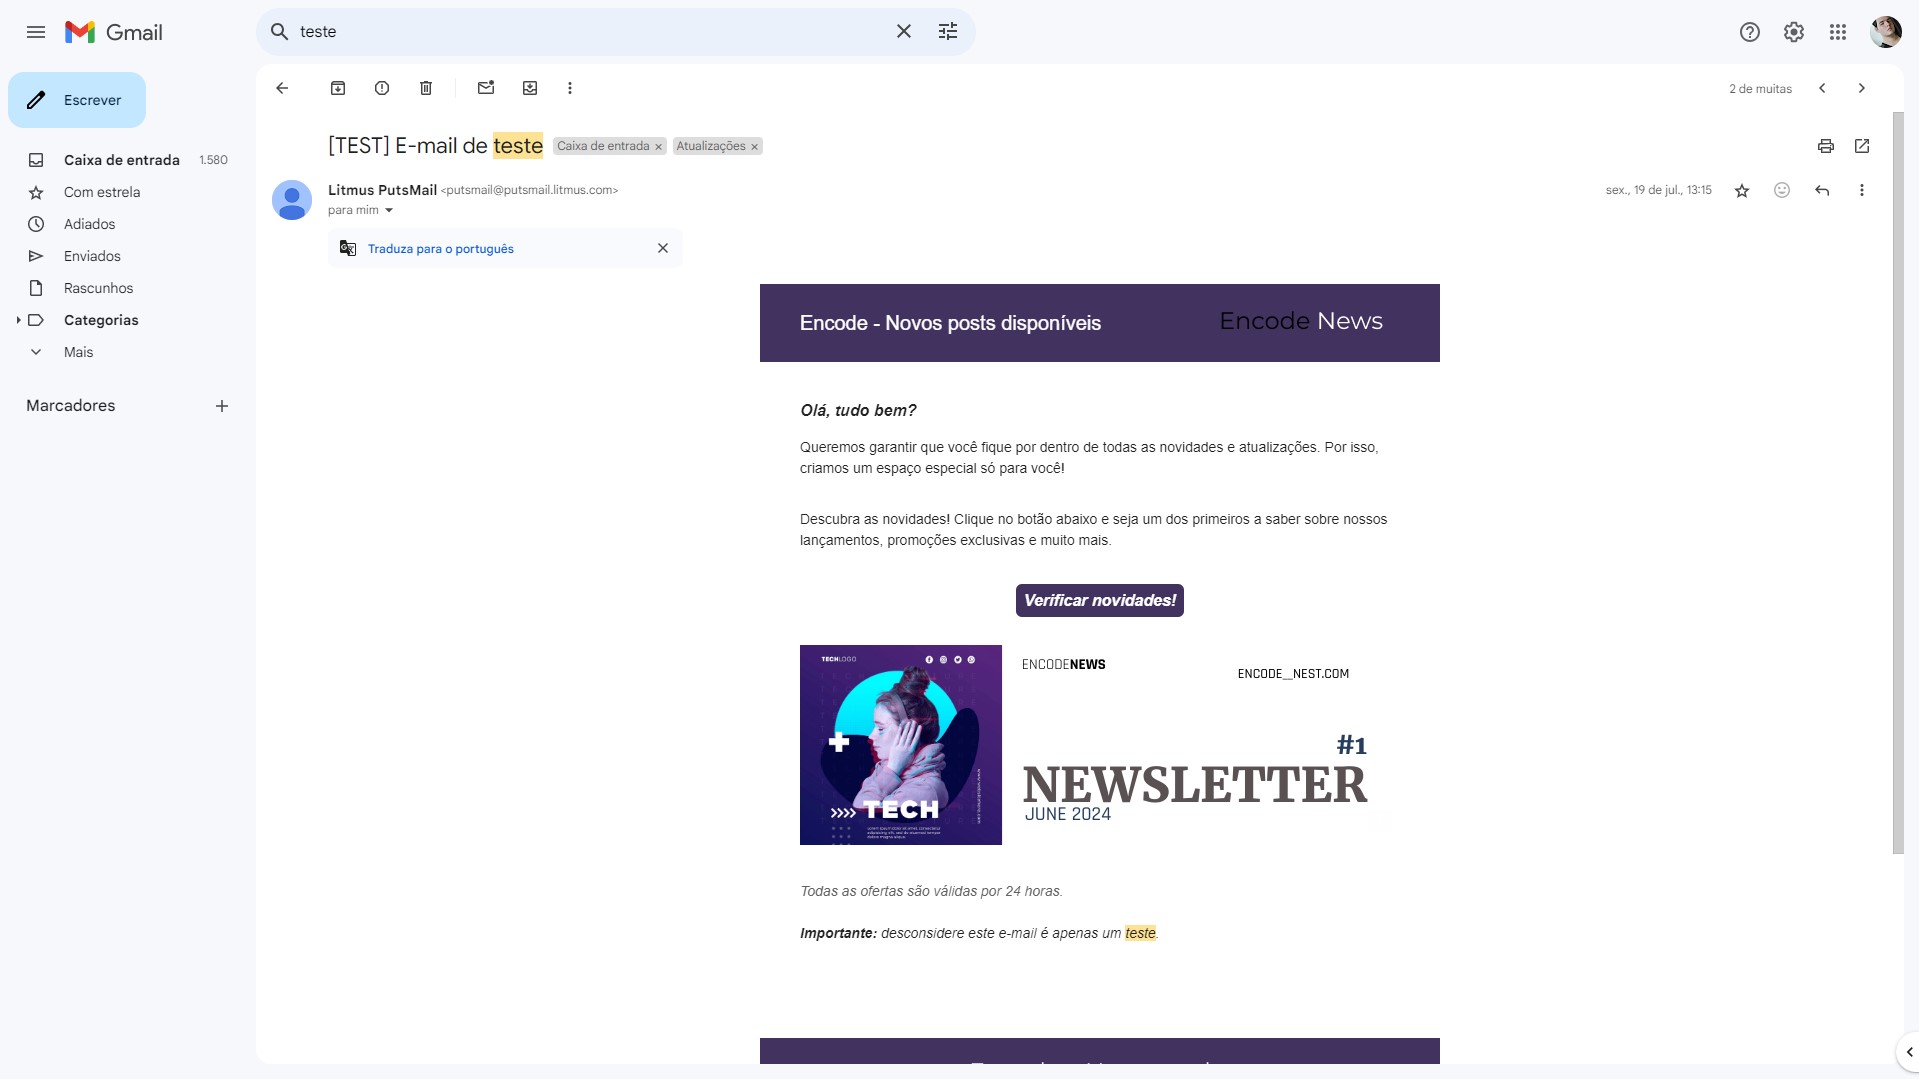 Gmail
teste
Escrever
2 de muitas
[TEST] E-mail de teste Caixa de entrada × Atualizações ×
Caixa de entrada 1.580
Com estrela
Adiados
Enviados
Rascunhos
Categorias
Mais
Marcadores
Litmus PutsMail <putsmail@putsmail.litmus.com>
sex., 19 de jul., 13:15
para mim
Traduza para o português
Encode - Novos posts disponíveis
Encode News
Olá, tudo bem?
Queremos garantir que você fique por dentro de todas as novidades e atualizações. Por isso,
criamos um espaço especial só para você!
Descubra as novidades! Clique no botão abaixo e seja um dos primeiros a saber sobre nossos
lançamentos, promoções exclusivas e muito mais.
Verificar novidades!
TECHLOGO
TECH
ENCODENEWS
ENCODE__NEST.COM
#1
NEWSLETTER
JUNE 2024
Todas as ofertas são válidas por 24 horas.
Importante: desconsidere este e-mail é apenas um teste.